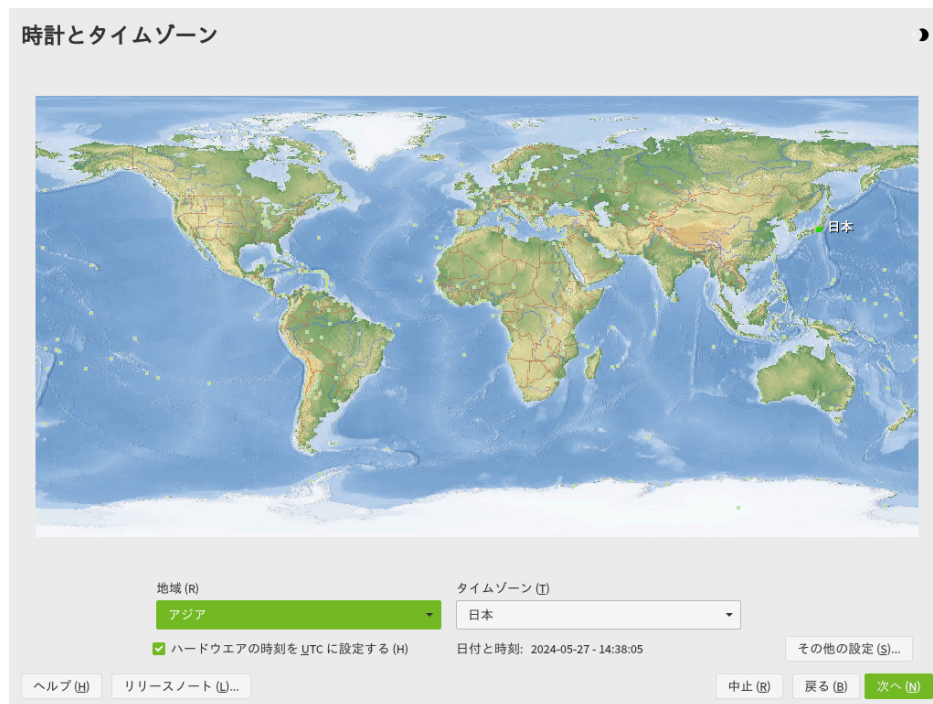 時計とタイムゾーン
日本
地域 (R)
タイムゾーン (T)
アジア
日本
ハードウエアの時刻を UTC に設定する (H)
日付と時刻: 2024-05-27 - 14:38:05
その他の設定 (S)...
ヘルプ (H)
リリースノート (L)...
中止 (R)
戻る (B)
次へ (N)